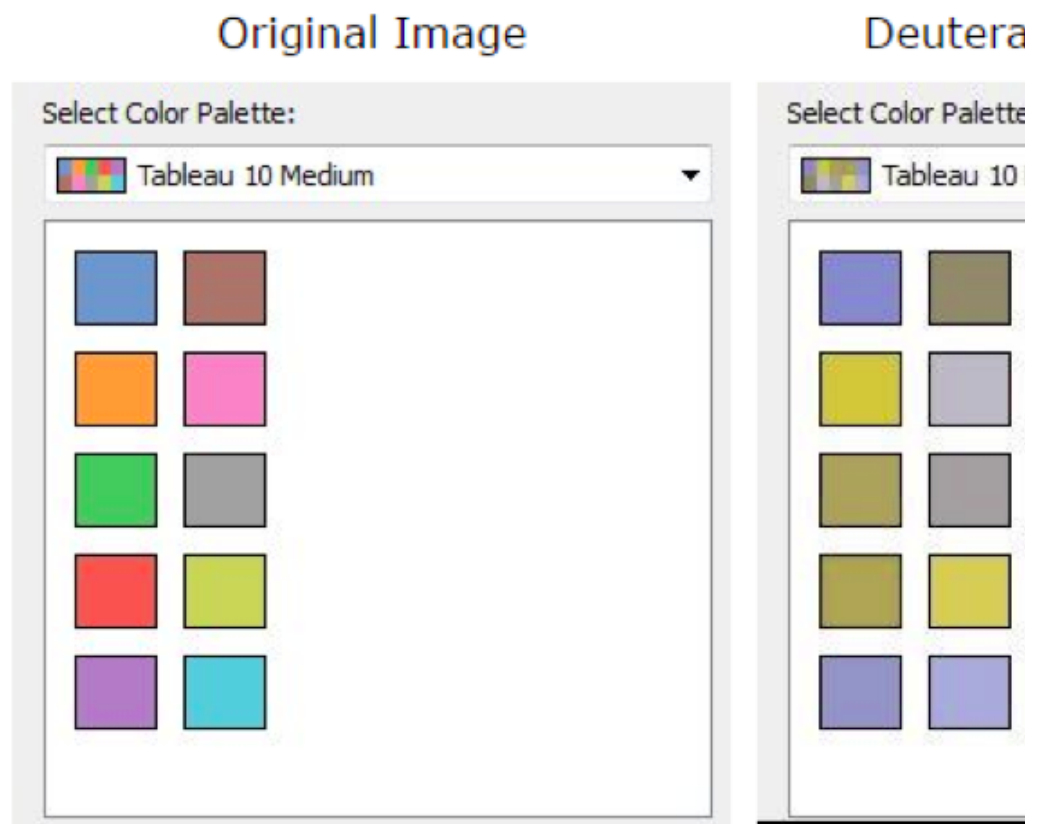 Original Image
Deutera
Select Color Palette:
Select Color Palette
Tableau 10 Medium
Tableau 10